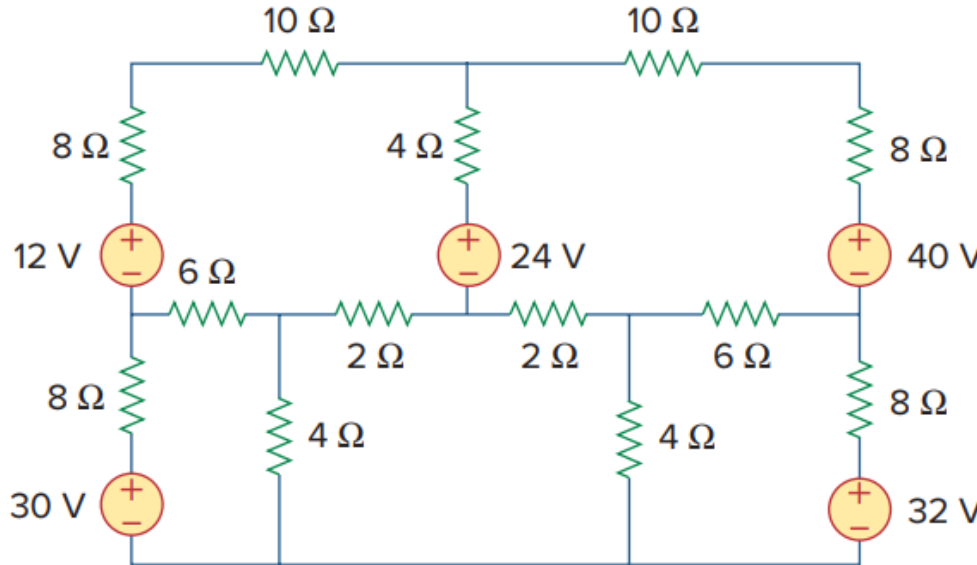 10 Ω 10 Ω
8 Ω 4 Ω 8 Ω
12 V + − 24 V + − 40 V + −
6 Ω
2 Ω 2 Ω 6 Ω
8 Ω 4 Ω 4 Ω 8 Ω
30 V + − 32 V + −